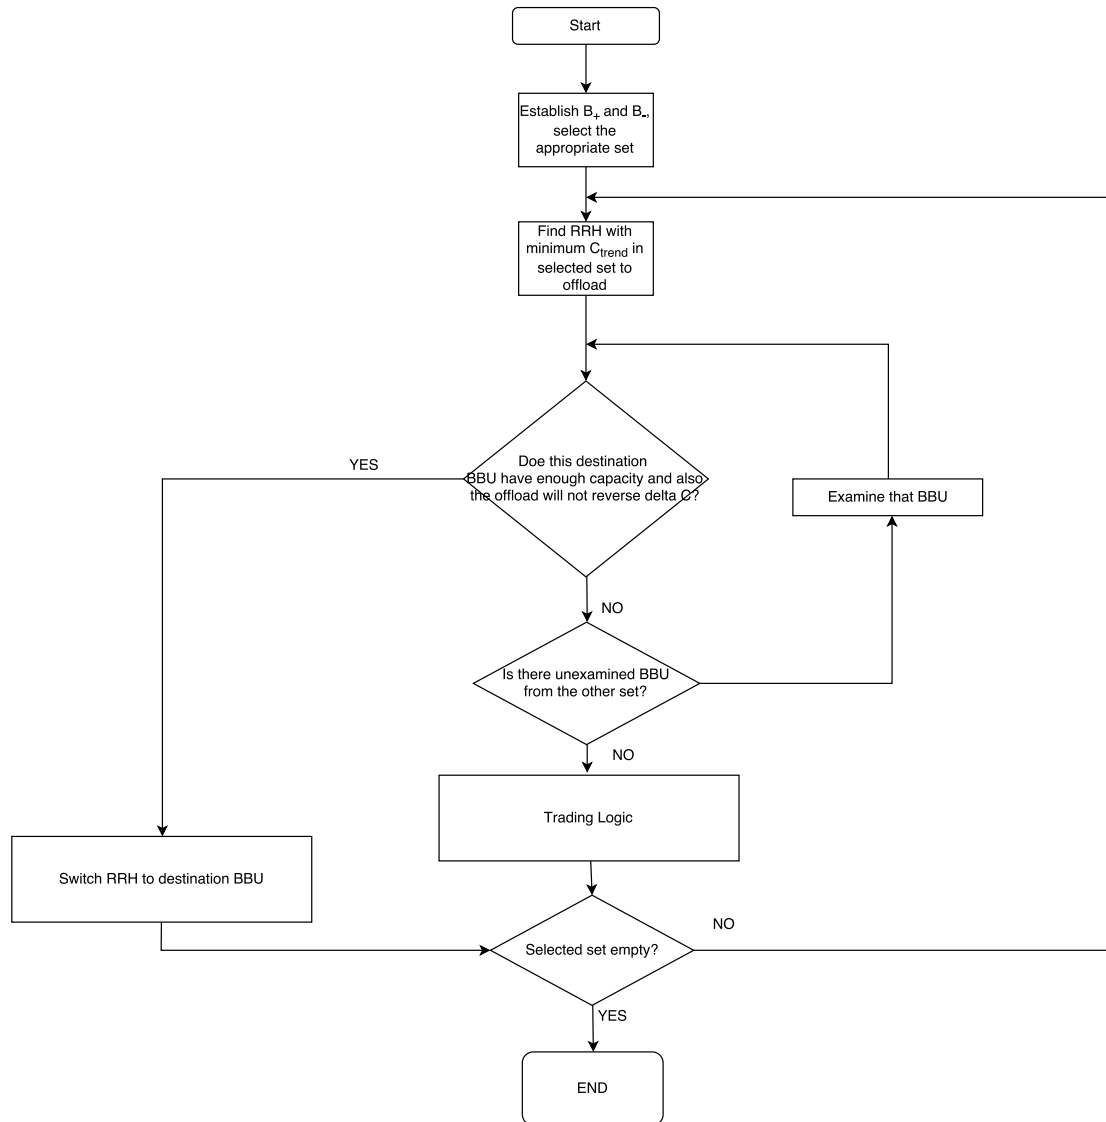 Start
Establish B+ and B-,
select the
appropriate set
Find RRH with
minimum Ctrend in
selected set to
offload
YES
Doe this destination
BBU have enough capacity and also
the offload will not reverse delta C?
Examine that BBU
NO
Is there unexamined BBU
from the other set?
NO
Trading Logic
Switch RRH to destination BBU
NO
Selected set empty?
YES
END